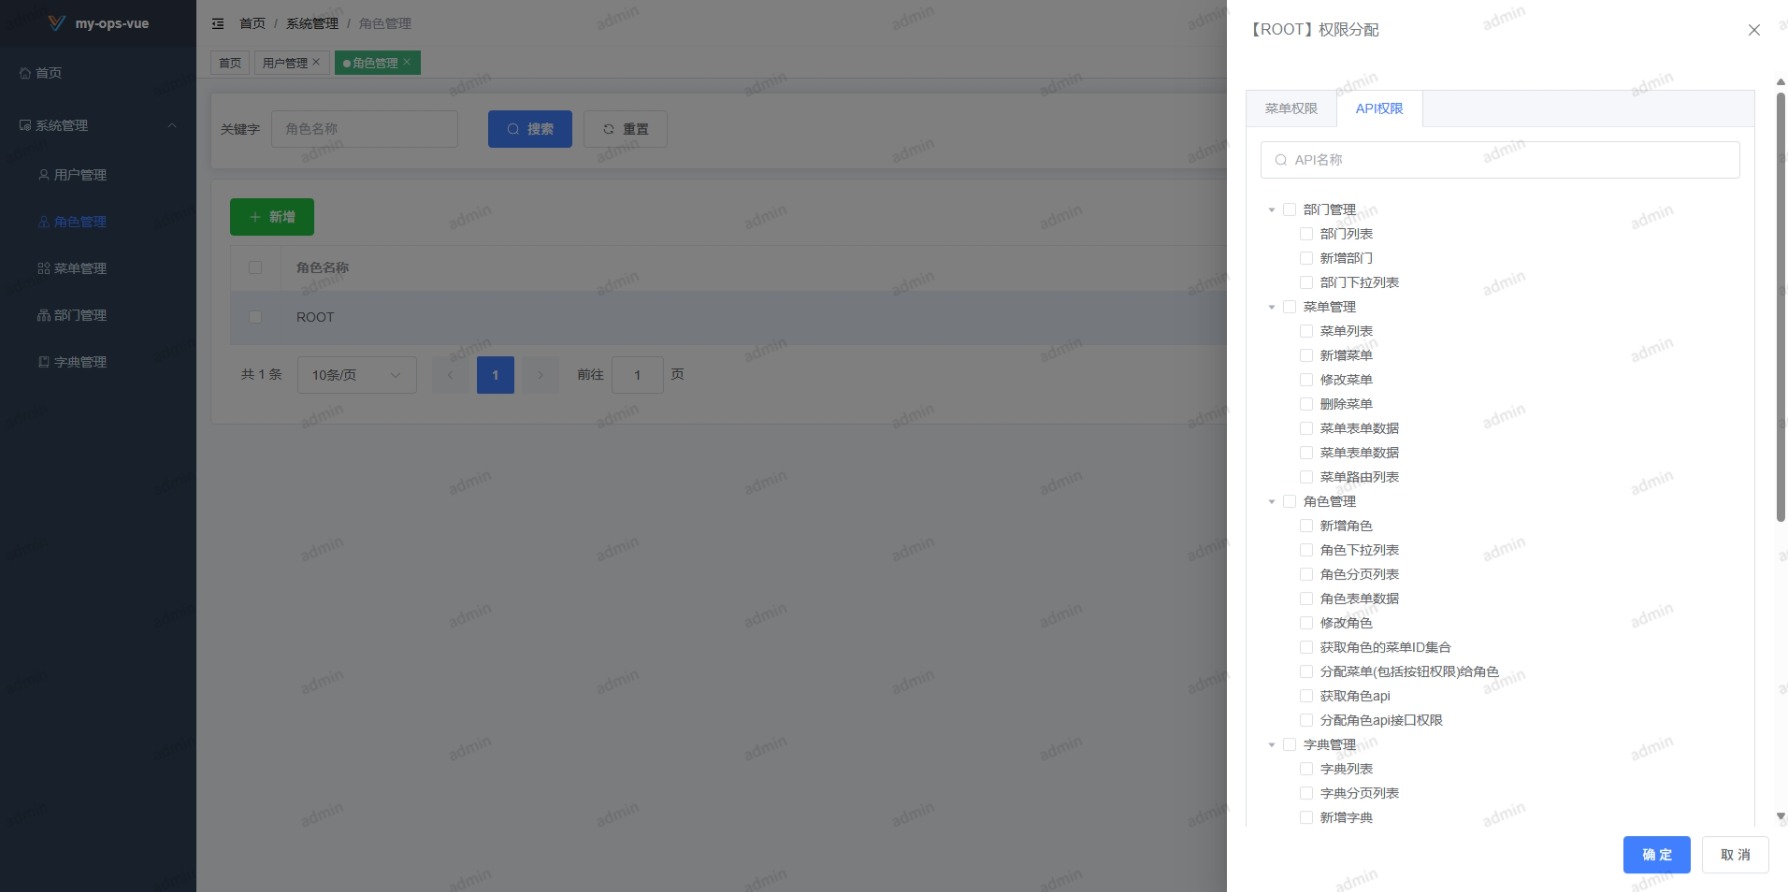 my-ops-vue
首页
系统管理
用户管理
角色管理
菜单管理
部门管理
字典管理
首页 / 系统管理 / 角色管理
首页 用户管理 角色管理
关键字 角色名称 搜索 重置
新增
角色名称
ROOT
共 1 条 10条/页 1 前往 1 页
【ROOT】权限分配
菜单权限 API权限
API名称
部门管理
部门列表
新增部门
部门下拉列表
菜单管理
菜单列表
新增菜单
修改菜单
删除菜单
菜单表单数据
菜单表单数据
菜单路由列表
角色管理
新增角色
角色下拉列表
角色分页列表
角色表单数据
修改角色
获取角色的菜单ID集合
分配菜单(包括按钮权限)给角色
获取角色api
分配角色api接口权限
字典管理
字典列表
字典分页列表
新增字典
确 定 取 消
admin